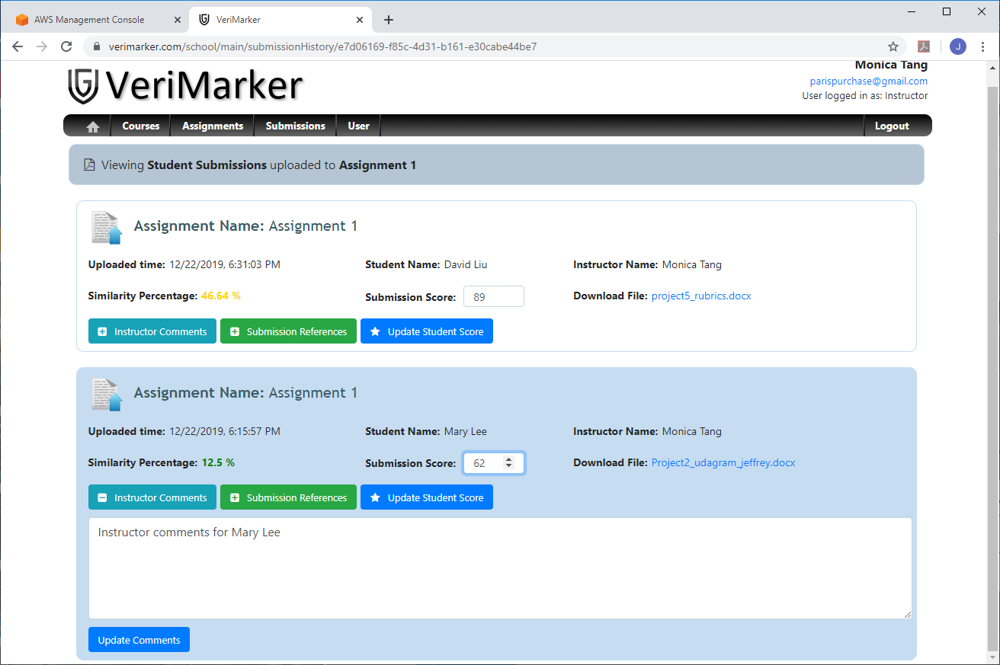 AWS Management Console
VeriMarker
verimarker.com/school/main/submissionHistory/e7d06169-f85c-4d31-b161-e30cabe44be7
J
VeriMarker
Monica Tang
parispurchase@gmail.com
User logged in as: Instructor
Courses Assignments Submissions User Logout
Viewing Student Submissions uploaded to Assignment 1
Assignment Name: Assignment 1
Uploaded time: 12/22/2019, 6:31:03 PM Student Name: David Liu Instructor Name: Monica Tang
Similarity Percentage: 46.64 % Submission Score: 89 Download File: project5_rubrics.docx
Instructor Comments Submission References Update Student Score
Assignment Name: Assignment 1
Uploaded time: 12/22/2019, 6:15:57 PM Student Name: Mary Lee Instructor Name: Monica Tang
Similarity Percentage: 12.5 % Submission Score: 62 Download File: Project2_udagram_jeffrey.docx
Instructor Comments Submission References Update Student Score
Instructor comments for Mary Lee
Update Comments